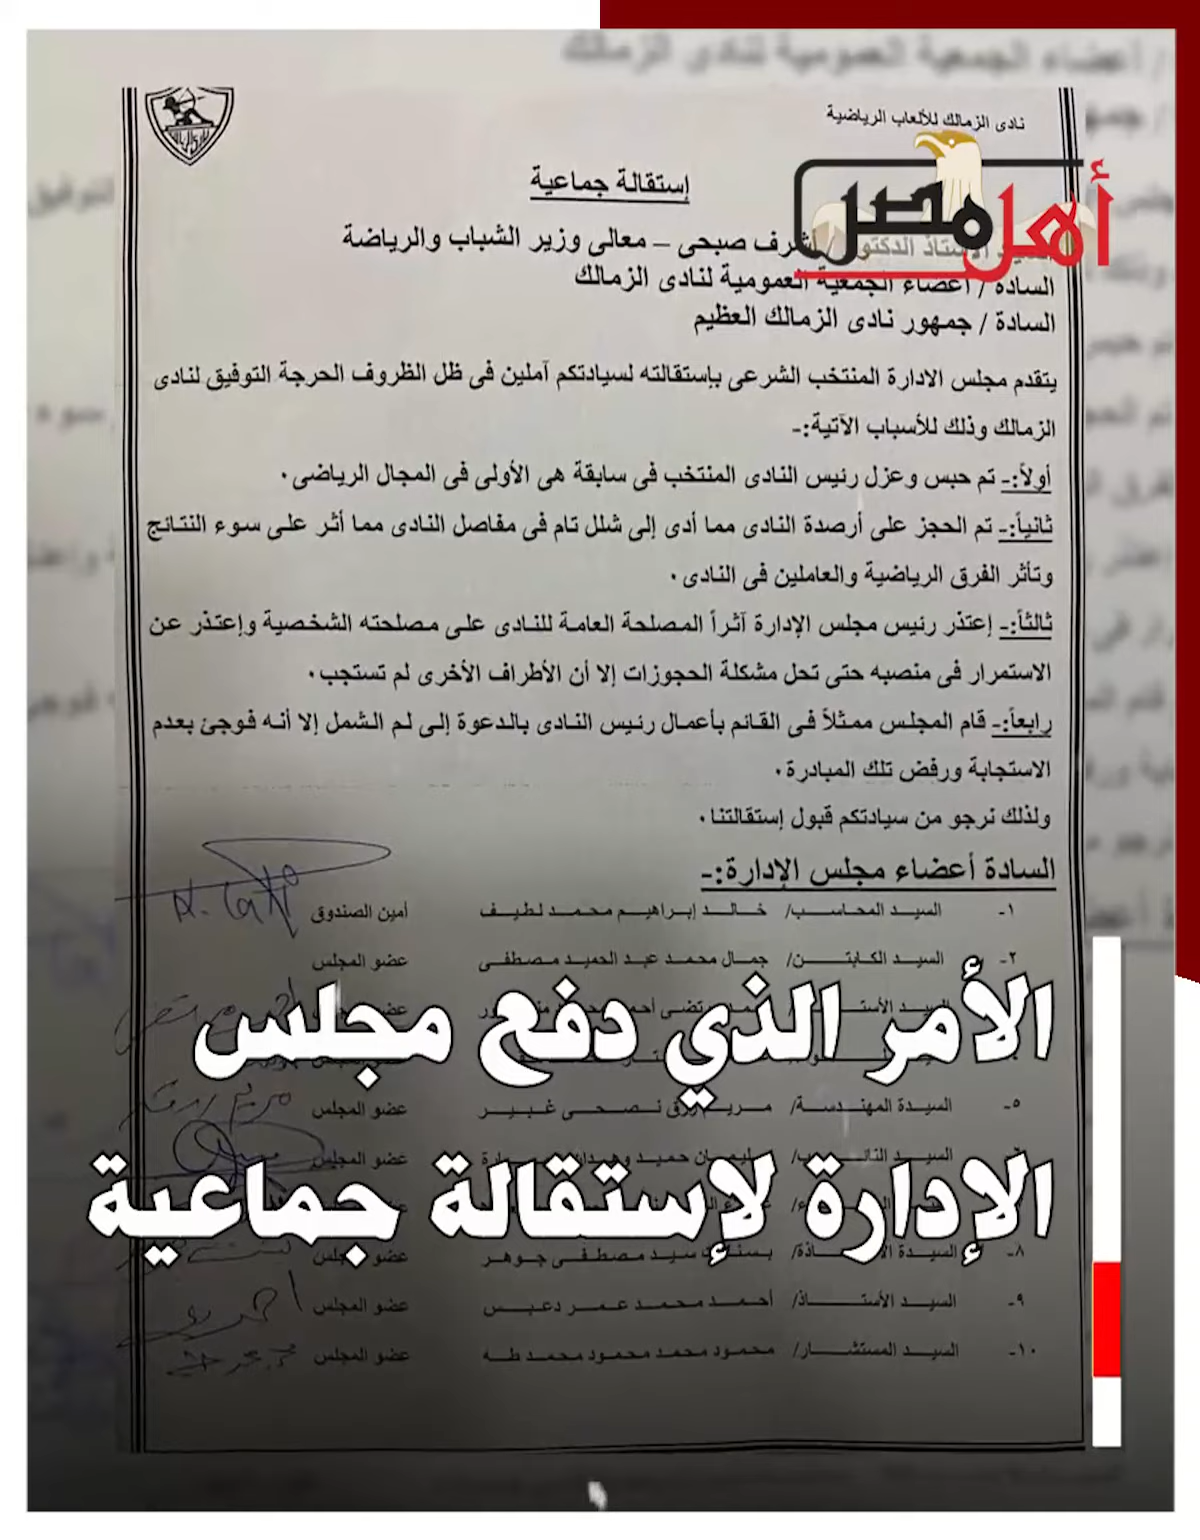 نادى الزمالك للألعاب الرياضية
أهل مصر
إستقالة جماعية
أشرف صبحى – معالى وزير الشباب والرياضة
السادة / أعضاء الجمعية العمومية لنادى الزمالك
السادة / جمهور نادى الزمالك العظيم
يتقدم مجلس الادارة المنتخب الشرعى بإستقالته لسيادتكم آملين فى ظل الظروف الحرجة التوفيق لنادى
الزمالك وذلك للأسباب الآتية:-
أولاً:- تم حبس وعزل رئيس النادى المنتخب فى سابقة هى الأولى فى المجال الرياضى.
ثانياً:- تم الحجز على أرصدة النادى مما أدى إلى شلل تام فى مفاصل النادى مما أثر على سوء النتائج
وتأثر الفرق الرياضية والعاملين فى النادى.
ثالثاً:- إعتذر رئيس مجلس الإدارة آثراً المصلحة العامة للنادى على مصلحته الشخصية وإعتذر عن
الاستمرار فى منصبه حتى تحل مشكلة الحجوزات إلا أن الأطراف الأخرى لم تستجب.
رابعاً:- قام المجلس ممثلاً فى القائم بأعمال رئيس النادى بالدعوة إلى لم الشمل إلا أنه فوجئ بعدم
الاستجابة ورفض تلك المبادرة.
ولذلك نرجو من سيادتكم قبول إستقالتنا.
السادة أعضاء مجلس الإدارة:-
١- السيد المحاسب/ خالد إبراهيم محمد لطيف أمين الصندوق
٢- السيد الكابتن/ جمال محمد عبد الحميد مصطفى عضو المجلس
الأمر الذي دفع مجلس
٥- السيدة المهندسة/ مريم رزق نصحى غبير عضو المجلس
عضو المجلس
الإدارة لإستقالة جماعية
٨- السيدة سيد مصطفى جوهر عضو المجلس
٩- السيد الأستاذ/ أحمد محمد عمر دعبس عضو المجلس
١٠- السيد المستشار/ محمود محمد محمود محمد طه عضو المجلس